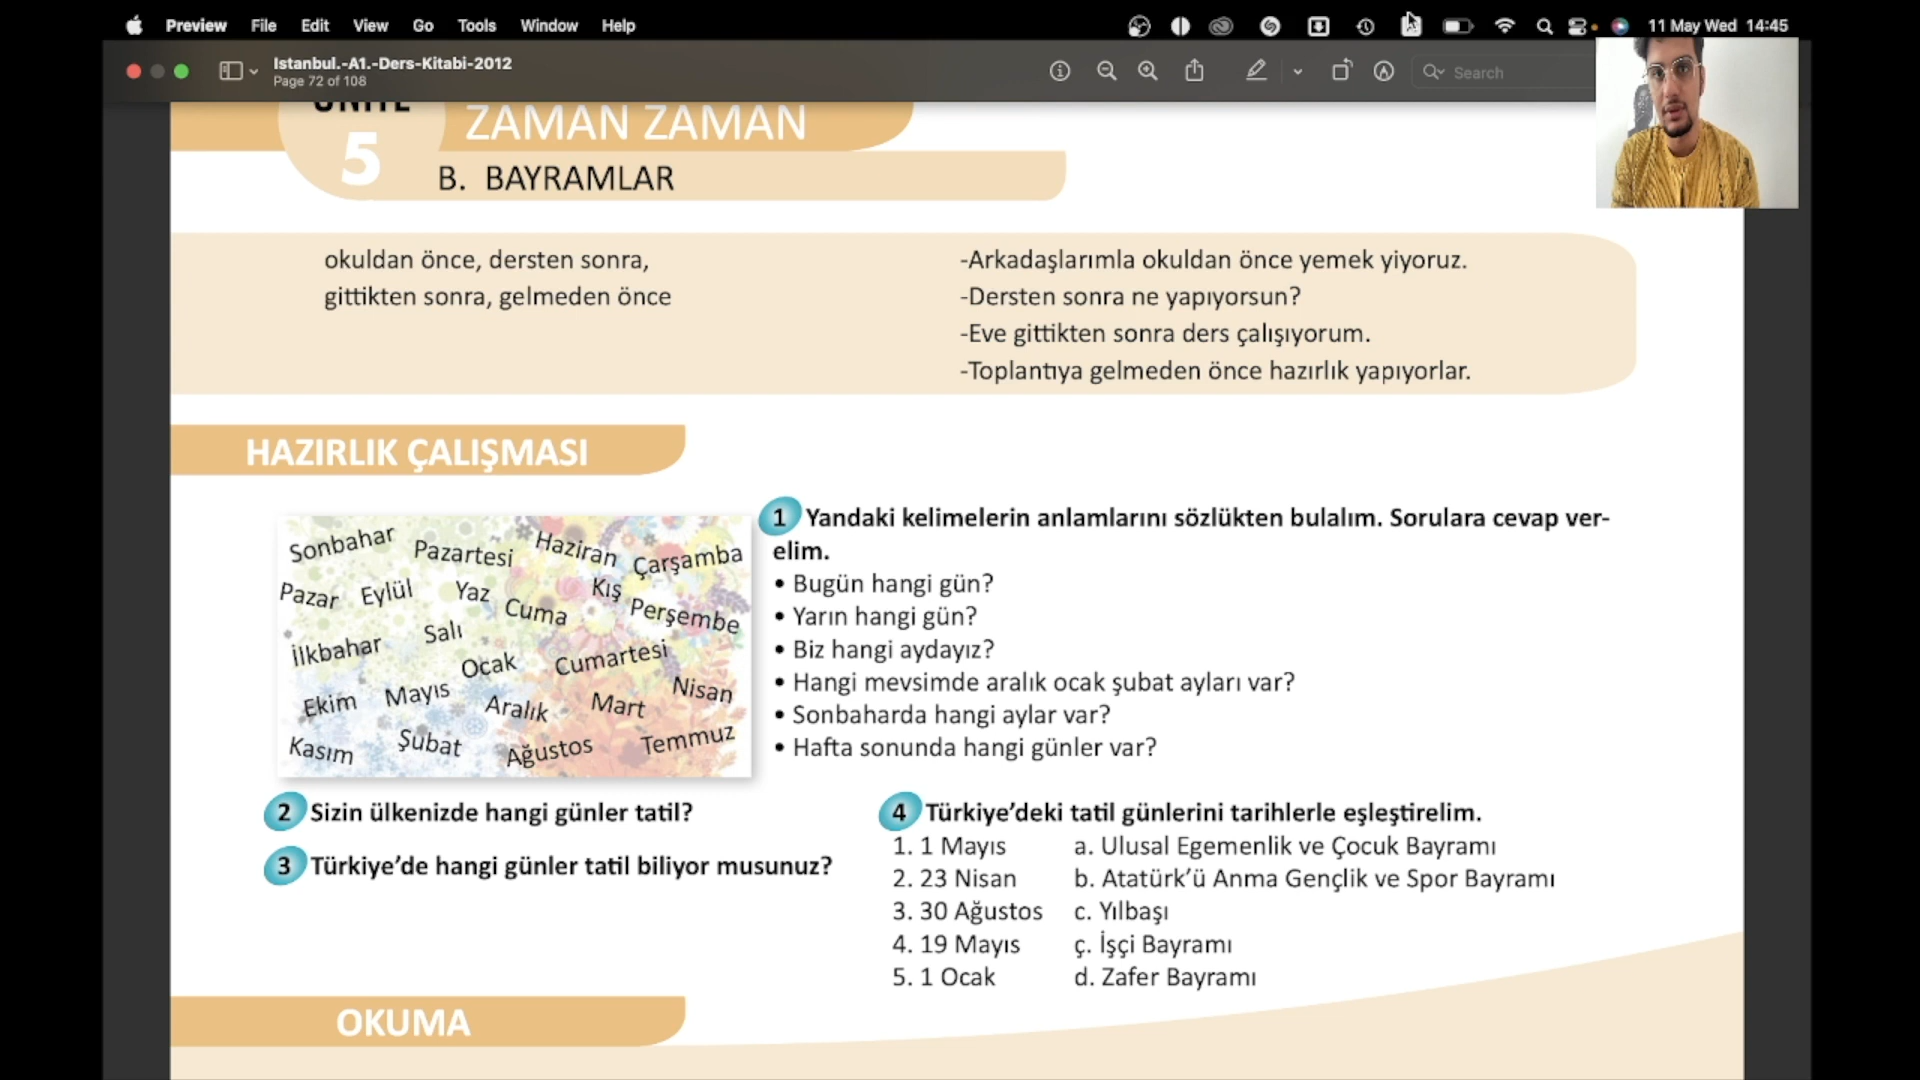 Preview File Edit View Go Tools Window Help
11 May Wed 14:45
Istanbul.-A1.-Ders-Kitabi-2012
Page 72 of 108
Search
ÜNİTE
5
ZAMAN ZAMAN
B. BAYRAMLAR
okuldan önce, dersten sonra,
gittikten sonra, gelmeden önce
-Arkadaşlarımla okuldan önce yemek yiyoruz.
-Dersten sonra ne yapıyorsun?
-Eve gittikten sonra ders çalışıyorum.
-Toplantıya gelmeden önce hazırlık yapıyorlar.
HAZIRLIK ÇALIŞMASI
Sonbahar Pazartesi Haziran Çarşamba
Pazar Eylül Yaz Cuma Kış Perşembe
İlkbahar Salı Ocak Cumartesi
Ekim Mayıs Aralık Mart Nisan
Kasım Şubat Ağustos Temmuz
1 Yandaki kelimelerin anlamlarını sözlükten bulalım. Sorulara cevap ver-
elim.
• Bugün hangi gün?
• Yarın hangi gün?
• Biz hangi aydayız?
• Hangi mevsimde aralık ocak şubat ayları var?
• Sonbaharda hangi aylar var?
• Hafta sonunda hangi günler var?
2 Sizin ülkenizde hangi günler tatil?
3 Türkiye’de hangi günler tatil biliyor musunuz?
4 Türkiye’deki tatil günlerini tarihlerle eşleştirelim.
1. 1 Mayıs a. Ulusal Egemenlik ve Çocuk Bayramı
2. 23 Nisan b. Atatürk’ü Anma Gençlik ve Spor Bayramı
3. 30 Ağustos c. Yılbaşı
4. 19 Mayıs ç. İşçi Bayramı
5. 1 Ocak d. Zafer Bayramı
OKUMA